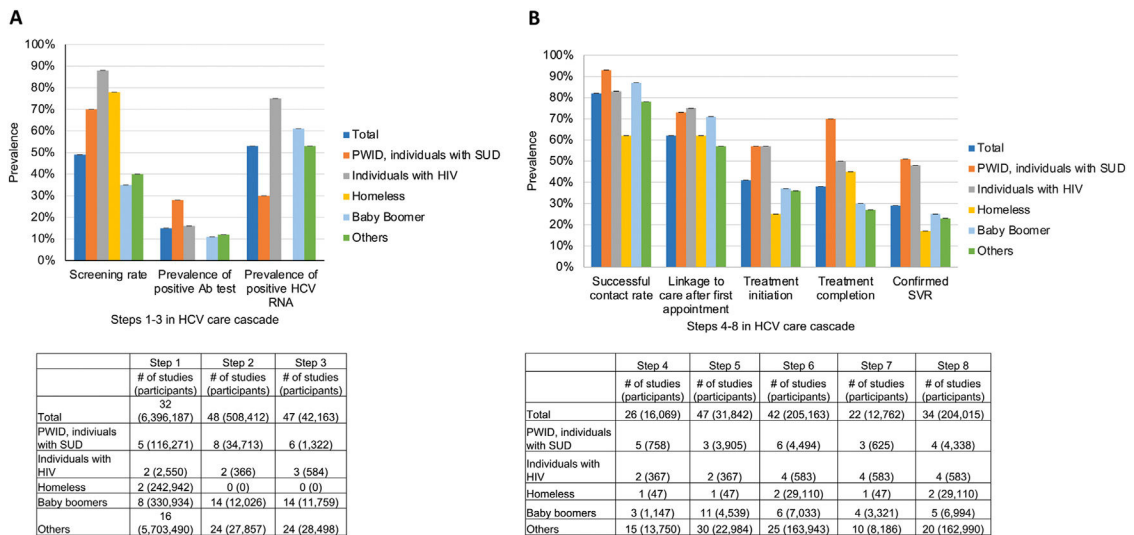 A
100%
90%
80%
70%
60%
50%
40%
30%
20%
10%
0%
Prevalence
Screening rate
Prevalence of
positive Ab test
Prevalence of
positive HCV
RNA
Steps 1-3 in HCV care cascade
Total
PWID, individuals with SUD
Individuals with HIV
Homeless
Baby Boomer
Others
Step 1 Step 2 Step 3
# of studies # of studies # of studies
(participants) (participants) (participants)
32
Total (6,396,187) 48 (508,412) 47 (42,163)
PWID, indiviuals
with SUD 5 (116,271) 8 (34,713) 6 (1,322)
Individuals with
HIV 2 (2,550) 2 (366) 3 (584)
Homeless 2 (242,942) 0 (0) 0 (0)
Baby boomers 8 (330,934) 14 (12,026) 14 (11,759)
16
Others (5,703,490) 24 (27,857) 24 (28,498)
B
100%
90%
80%
70%
60%
50%
40%
30%
20%
10%
0%
Prevalence
Successful
contact rate
Linkage to
care after first
appointment
Treatment
initiation
Treatment
completion
Confirmed
SVR
Steps 4-8 in HCV care cascade
Total
PWID, individuals with SUD
Individuals with HIV
Homeless
Baby Boomer
Others
Step 4 Step 5 Step 6 Step 7 Step 8
# of studies # of studies # of studies # of studies # of studies
(participants) (participants) (participants) (participants) (participants)
Total 26 (16,069) 47 (31,842) 42 (205,163) 22 (12,762) 34 (204,015)
PWID, individuals
with SUD 5 (758) 3 (3,905) 6 (4,494) 3 (625) 4 (4,338)
Individuals with
HIV 2 (367) 2 (367) 4 (583) 4 (583) 4 (583)
Homeless 1 (47) 1 (47) 2 (29,110) 1 (47) 2 (29,110)
Baby boomers 3 (1,147) 11 (4,539) 6 (7,033) 4 (3,321) 5 (6,994)
Others 15 (13,750) 30 (22,984) 25 (163,943) 10 (8,186) 20 (162,990)